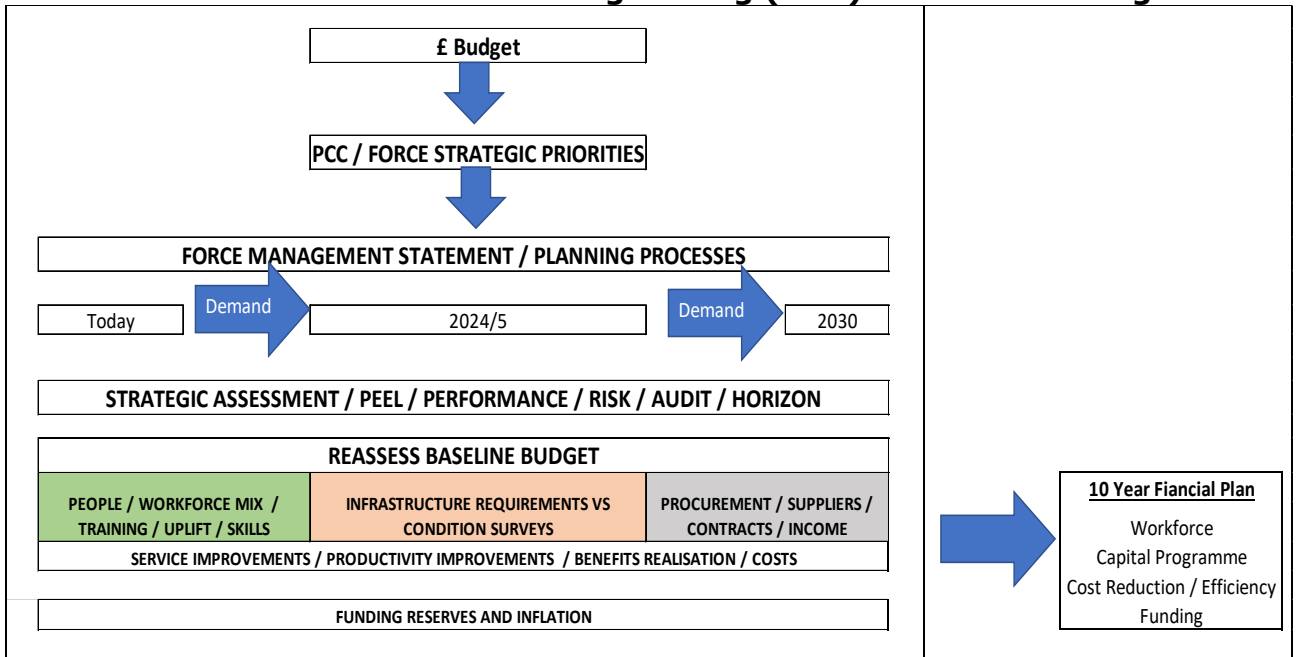 £ Budget
PCC / FORCE STRATEGIC PRIORITIES
FORCE MANAGEMENT STATEMENT / PLANNING PROCESSES
Today
Demand
2024/5
Demand
2030
STRATEGIC ASSESSMENT / PEEL / PERFORMANCE / RISK / AUDIT / HORIZON
REASSESS BASELINE BUDGET
PEOPLE / WORKFORCE MIX /
TRAINING / UPLIFT / SKILLS
INFRASTRUCTURE REQUIREMENTS VS
CONDITION SURVEYS
PROCUREMENT / SUPPLIERS /
CONTRACTS / INCOME
SERVICE IMPROVEMENTS / PRODUCTIVITY IMPROVEMENTS / BENEFITS REALISATION / COSTS
FUNDING RESERVES AND INFLATION
10 Year Fiancial Plan
Workforce
Capital Programme
Cost Reduction / Efficiency
Funding